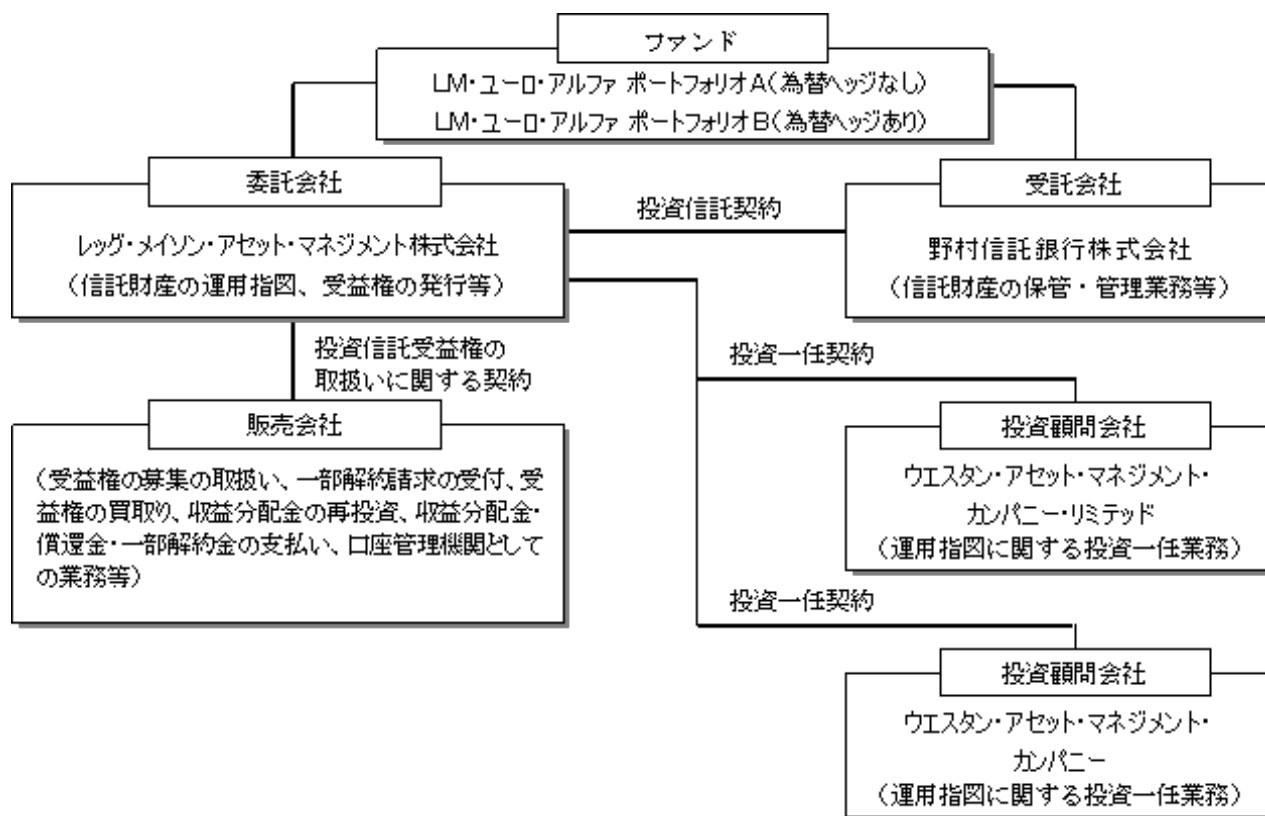 ファンド
LM・ユーロ・アルファ ポートフォリオA(為替ヘッジなし)
LM・ユーロ・アルファ ポートフォリオB(為替ヘッジあり)
委託会社
レッグ・メイソン・アセット・マネジメント株式会社
(信託財産の運用指図、受益権の発行等)
投資信託契約
受託会社
野村信託銀行株式会社
(信託財産の保管・管理業務等)
投資信託受益権の
取扱いに関する契約
投資一任契約
販売会社
(受益権の募集の取扱い、一部解約請求の受付、受
益権の買取り、収益分配金の再投資、収益分配金・
償還金・一部解約金の支払い、口座管理機関として
の業務等)
投資顧問会社
ウエスタン・アセット・マネジメント・
カンパニー・リミテッド
(運用指図に関する投資一任業務)
投資一任契約
投資顧問会社
ウエスタン・アセット・マネジメント・
カンパニー
(運用指図に関する投資一任業務)